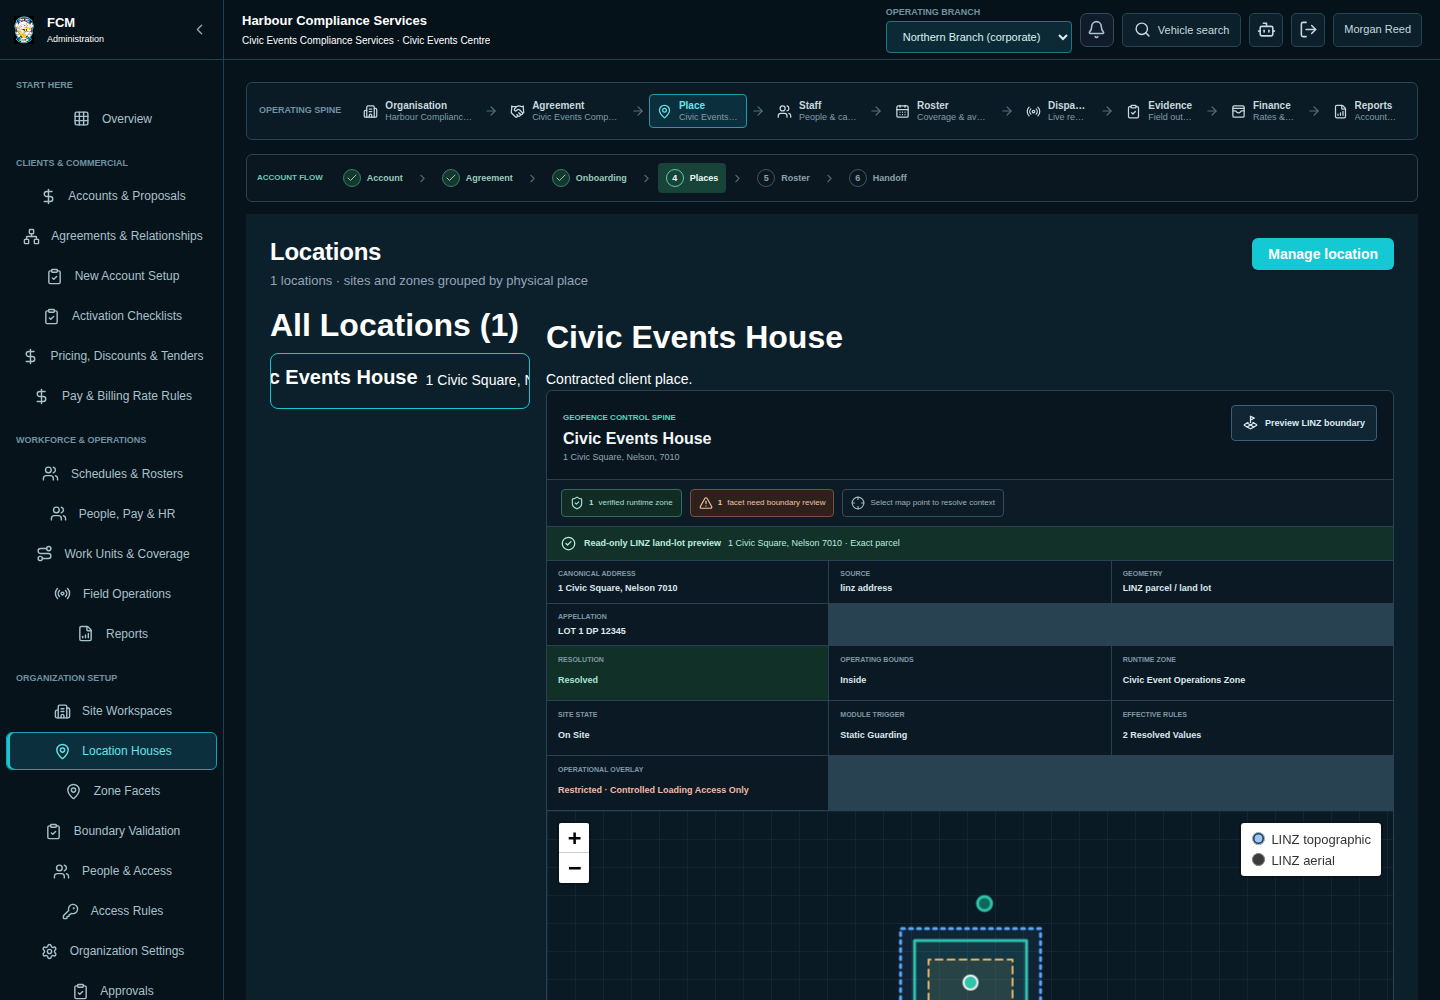 FCM
Administration
START HERE
Overview
CLIENTS & COMMERCIAL
Accounts & Proposals
Agreements & Relationships
New Account Setup
Activation Checklists
Pricing, Discounts & Tenders
Pay & Billing Rate Rules
WORKFORCE & OPERATIONS
Schedules & Rosters
People, Pay & HR
Work Units & Coverage
Field Operations
Reports
ORGANIZATION SETUP
Site Workspaces
Location Houses
Zone Facets
Boundary Validation
People & Access
Access Rules
Organization Settings
Approvals
Harbour Compliance Services
Civic Events Compliance Services · Civic Events Centre
OPERATING BRANCH
Northern Branch (corporate)
Vehicle search
Morgan Reed
OPERATING SPINE
Organisation
Harbour Complianc…
Agreement
Civic Events Comp…
Place
Civic Events…
Staff
People & ca…
Roster
Coverage & av…
Dispa…
Live re…
Evidence
Field out…
Finance
Rates &…
Reports
Account…
ACCOUNT FLOW
Account
Agreement
Onboarding
4 Places
5 Roster
6 Handoff
Locations
1 locations · sites and zones grouped by physical place
Manage location
All Locations (1)
c Events House 1 Civic Square, N
Civic Events House
Contracted client place.
GEOFENCE CONTROL SPINE
Civic Events House
1 Civic Square, Nelson, 7010
Preview LINZ boundary
1 verified runtime zone
1 facet need boundary review
Select map point to resolve context
Read-only LINZ land-lot preview 1 Civic Square, Nelson 7010 · Exact parcel
CANONICAL ADDRESS
1 Civic Square, Nelson 7010
SOURCE
linz address
GEOMETRY
LINZ parcel / land lot
APPELLATION
LOT 1 DP 12345
RESOLUTION
Resolved
OPERATING BOUNDS
Inside
RUNTIME ZONE
Civic Event Operations Zone
SITE STATE
On Site
MODULE TRIGGER
Static Guarding
EFFECTIVE RULES
2 Resolved Values
OPERATIONAL OVERLAY
Restricted · Controlled Loading Access Only
+
−
LINZ topographic
LINZ aerial